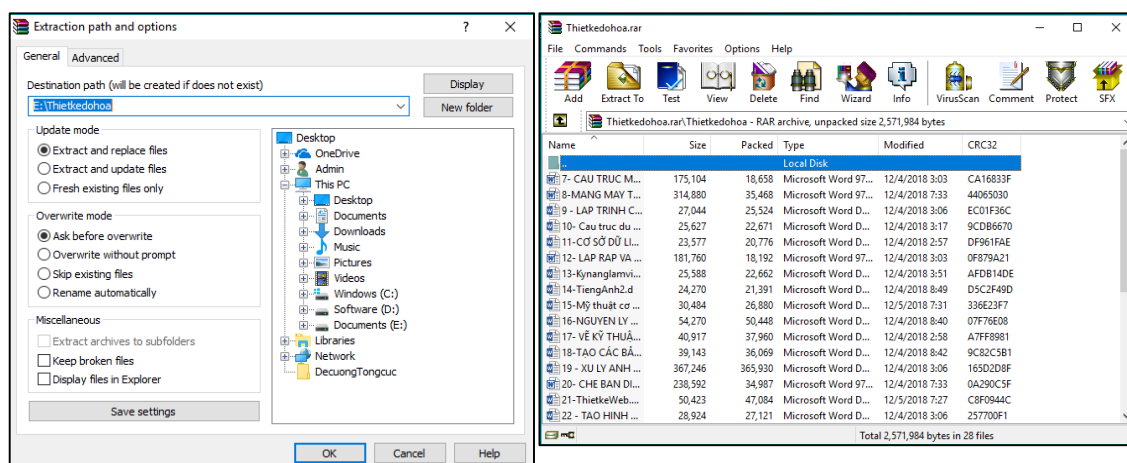 Extraction path and options
General Advanced
Destination path (will be created if does not exist)
E:\Thietkedohoa
Display
New folder
Update mode
Extract and replace files
Extract and update files
Fresh existing files only
Overwrite mode
Ask before overwrite
Overwrite without prompt
Skip existing files
Rename automatically
Miscellaneous
Extract archives to subfolders
Keep broken files
Display files in Explorer
Save settings
Desktop
OneDrive
Admin
This PC
Desktop
Documents
Downloads
Music
Pictures
Videos
Windows (C:)
Software (D:)
Documents (E:)
Libraries
Network
DecuongTongcuc
OK Cancel Help
Thietkedohoa.rar
File Commands Tools Favorites Options Help
Add Extract To Test View Delete Find Wizard Info VirusScan Comment Protect SFX
Thietkedohoa.rar\Thietkedohoa - RAR archive, unpacked size 2,571,984 bytes
Name Size Packed Type Modified CRC32
.. Local Disk
7- CAU TRUC M... 175,104 18,658 Microsoft Word 97... 12/4/2018 3:03 CA16833F
8-MANG MAY T... 314,880 35,468 Microsoft Word 97... 12/4/2018 7:33 44065030
9 - LAP TRINH C... 27,044 25,524 Microsoft Word D... 12/4/2018 3:06 EC01F36C
10- Cau truc du ... 25,627 22,671 Microsoft Word D... 12/4/2018 3:17 9CDB6670
11-CƠ SỞ DỮ LI... 23,577 20,776 Microsoft Word D... 12/4/2018 2:57 DF961FAE
12- LAP RAP VA ... 181,760 18,192 Microsoft Word 97... 12/4/2018 3:03 0F879A21
13-Kynanglamvi... 25,588 22,662 Microsoft Word D... 12/4/2018 3:51 AFDB14DE
14-TiengAnh2.d 24,270 21,391 Microsoft Word D... 12/4/2018 8:49 D5C2F49D
15-Mỹ thuật cơ ... 30,484 26,880 Microsoft Word D... 12/5/2018 7:31 336E23F7
16-NGUYEN LY ... 54,270 50,448 Microsoft Word D... 12/4/2018 8:40 07F76E08
17- VẼ KỸ THUẬ... 40,917 37,960 Microsoft Word D... 12/4/2018 2:58 A7FF8981
18-TẠO CÁC BẢ... 39,143 36,069 Microsoft Word D... 12/4/2018 8:42 9C82C5B1
19 - XU LY ANH ... 367,246 365,930 Microsoft Word D... 12/4/2018 3:06 165D2D8F
20- CHE BAN DI... 238,592 34,987 Microsoft Word 97... 12/4/2018 7:33 0A290C5F
21-ThietkeWeb.... 50,423 47,084 Microsoft Word D... 12/5/2018 7:27 C8F0944C
22 - TAO HINH ... 28,924 27,121 Microsoft Word D... 12/4/2018 3:06 257700F1
Total 2,571,984 bytes in 28 files